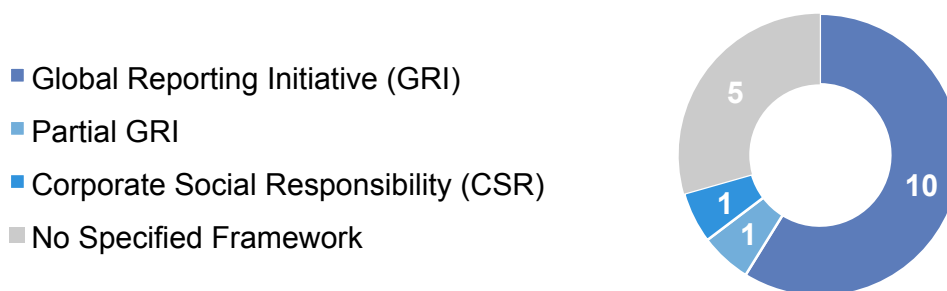 Global Reporting Initiative (GRI)
Partial GRI
Corporate Social Responsibility (CSR)
No Specified Framework
5
10
1
1